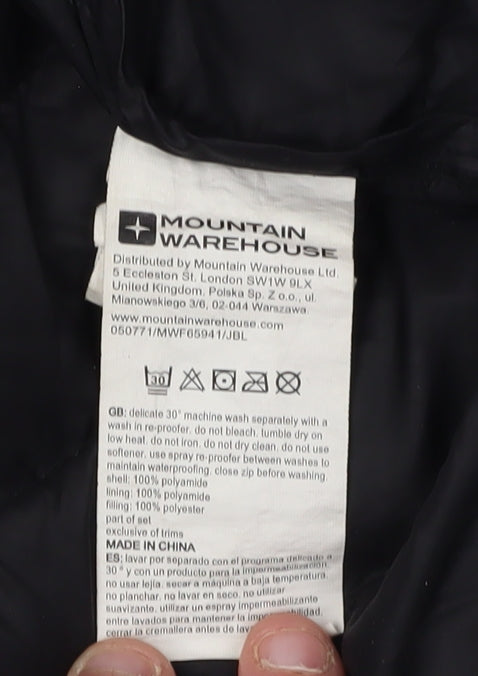 MOUNTAIN
WAREHOUSE
Distributed by Mountain Warehouse Ltd,
5 Eccleston St, London SW1W 9LX
United Kingdom, Polska Sp. Z o.o., ul.
Mianowskiego 3/6, 02-044 Warszawa.
www.mountainwarehouse.com
050771/MWF65941/JBL
30
GB: delicate 30° machine wash separately with a
wash in re-proofer. do not bleach. tumble dry on
low heat. do not iron. do not dry clean. do not use
softener. use spray re-proofer between washes to
maintain waterproofing. close zip before washing.
shell: 100% polyamide
lining: 100% polyamide
filling: 100% polyester
part of set
exclusive of trims
MADE IN CHINA
ES: lavar por separado con el programa delicado a
30 ° y con un producto para la impermeabilización.
no usar lejía. secar a máquina a baja temperatura.
no planchar. no lavar en seco. no utilizar
suavizante. utilizar un espray impermeabilizante
entre lavados para mantener la
cerrar la cremallera antes de